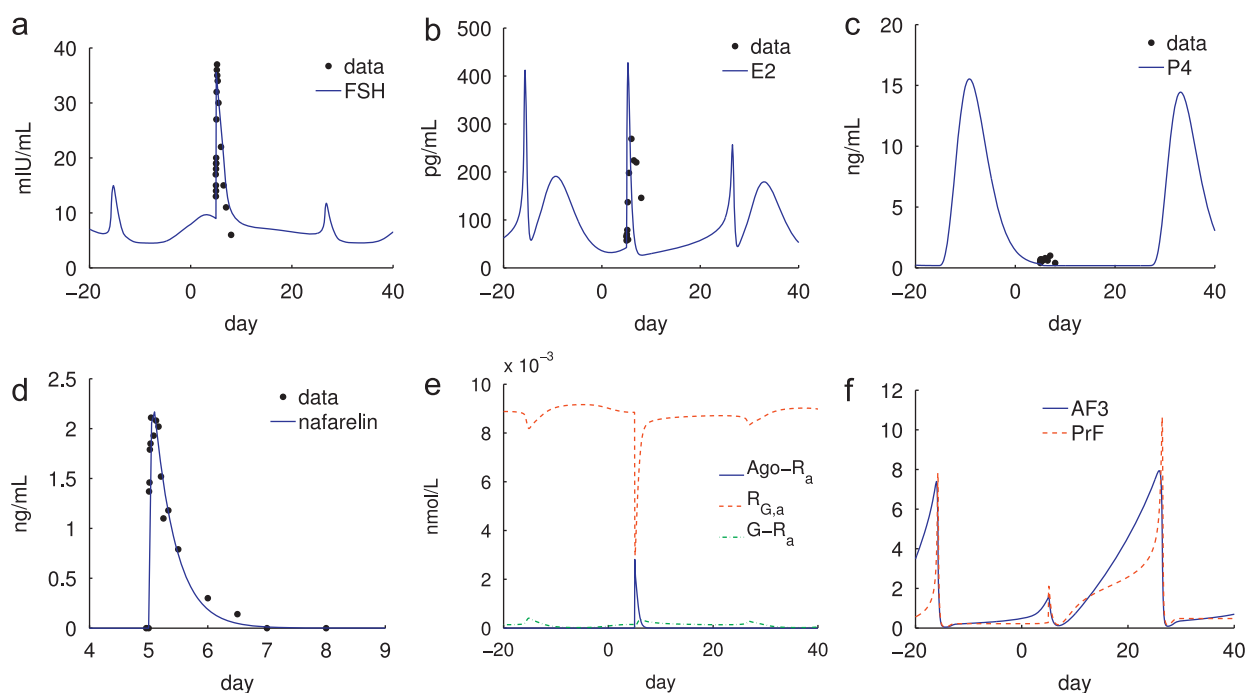 a
40
30
20
10
0
mIU/mL
data
FSH
−20 0 20 40
day
b
500
400
300
200
100
0
pg/mL
data
E2
−20 0 20 40
day
c
20
15
10
5
0
ng/mL
data
P4
−20 0 20 40
day
d
2.5
2
1.5
1
0.5
0
ng/mL
data
nafarelin
4 5 6 7 8 9
day
e
x 10−3
10
8
6
4
2
0
nmol/L
Ago−Ra
RG,a
G−Ra
−20 0 20 40
day
f
12
10
8
6
4
2
0
AF3
PrF
−20 0 20 40
day